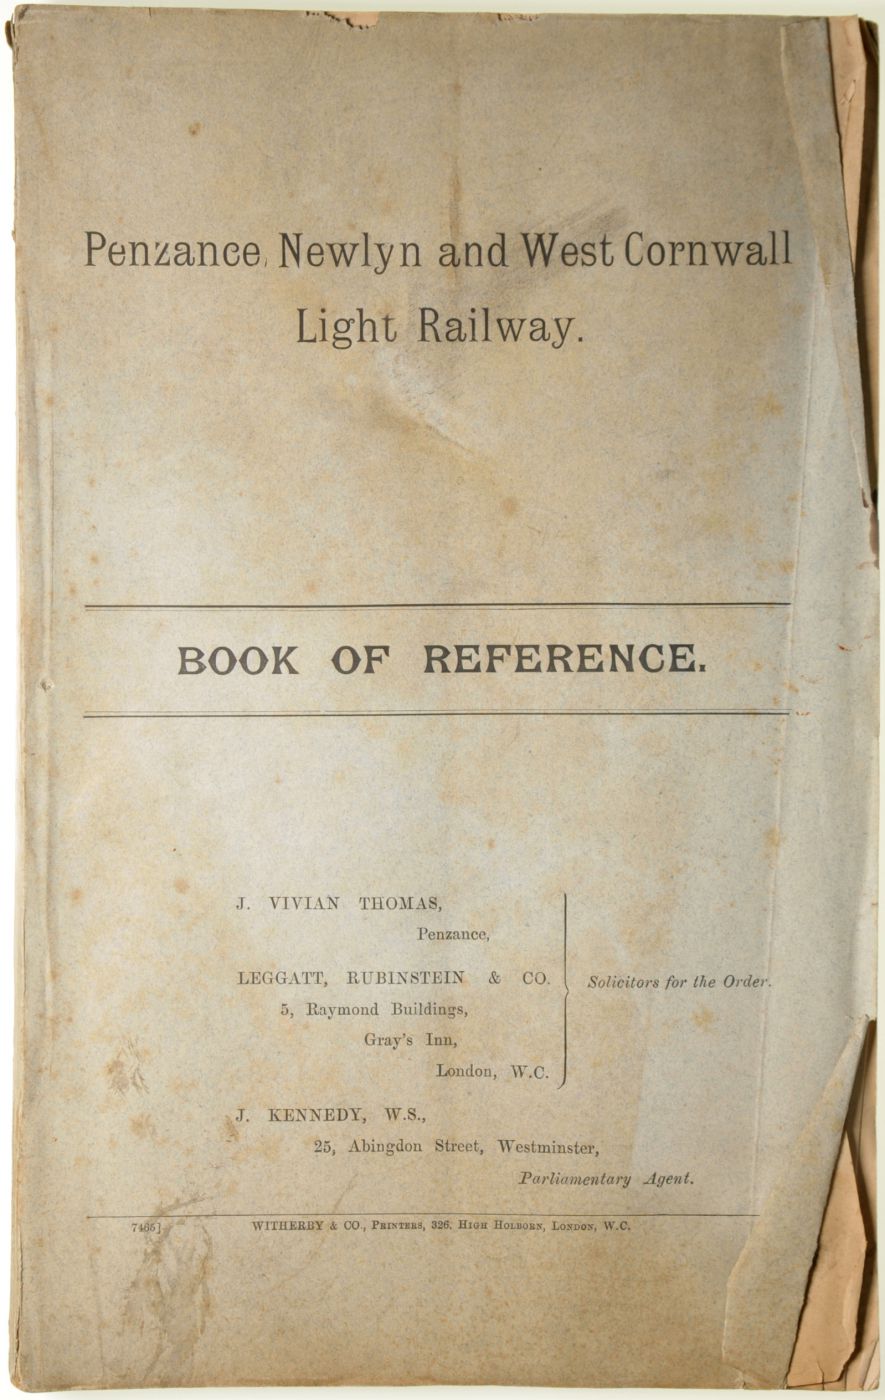 Penzance, Newlyn and West Cornwall
Light Railway.
BOOK OF REFERENCE.
J. VIVIAN THOMAS,
Penzance,
LEGGATT, RUBINSTEIN & CO.
5, Raymond Buildings,
Gray's Inn,
London, W.C.
Solicitors for the Order.
J. KENNEDY, W.S.,
25, Abingdon Street, Westminster,
Parliamentary Agent.
7465] WITHERBY & CO., PRINTERS, 326, HIGH HOLBORN, LONDON, W.C.